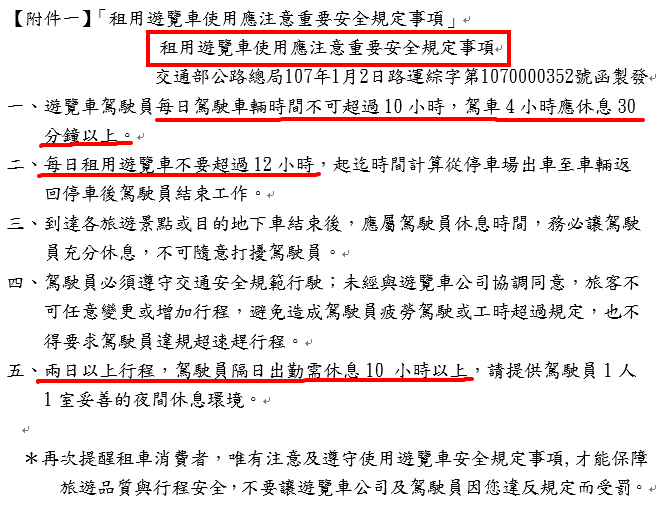 【附件一】「租用遊覽車使用應注意重要安全規定事項」
租用遊覽車使用應注意重要安全規定事項
交通部公路總局107年1月2日路運綜字第1070000352號函製發
一、遊覽車駕駛員每日駕駛車輛時間不可超過10小時，駕車4小時應休息30
分鐘以上。
二、每日租用遊覽車不要超過12小時，起迄時間計算從停車場出車至車輛返
回停車後駕駛員結束工作。
三、到達各旅遊景點或目的地下車結束後，應屬駕駛員休息時間，務必讓駕駛
員充分休息，不可隨意打擾駕駛員。
四、駕駛員必須遵守交通安全規範行駛；未經與遊覽車公司協調同意，旅客不
可任意變更或增加行程，避免造成駕駛員疲勞駕駛或工時超過規定，也不
得要求駕駛員違規超速趕行程。
五、兩日以上行程，駕駛員隔日出勤需休息10 小時以上，請提供駕駛員1人
1室妥善的夜間休息環境。
＊再次提醒租車消費者，唯有注意及遵守使用遊覽車安全規定事項,才能保障
旅遊品質與行程安全，不要讓遊覽車公司及駕駛員因您違反規定而受罰。